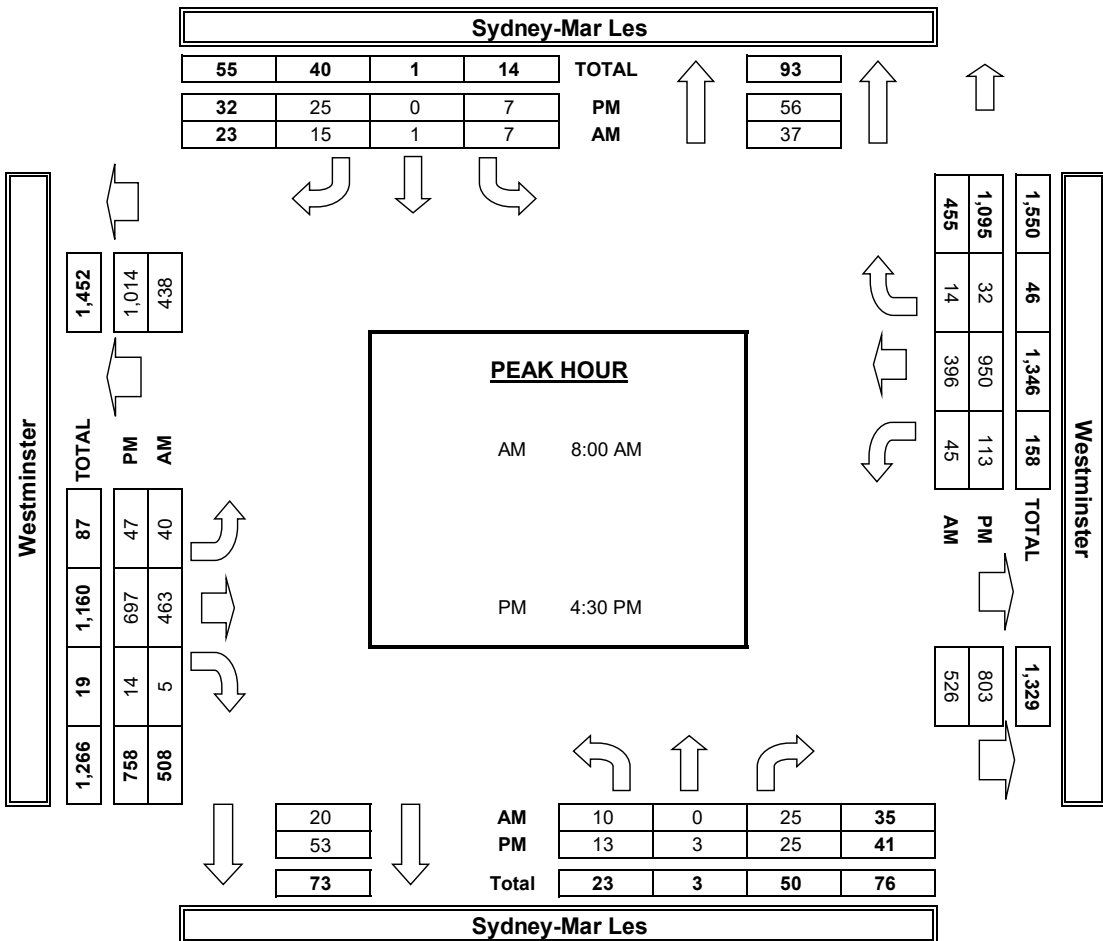 Sydney-Mar Les
55 40 1 14 TOTAL 93
32 25 0 7 PM 56
23 15 1 7 AM 37
Westminster
1,452
1,014
438
TOTAL 87 1,160 19 1,266
PM 47 697 14 758
AM 40 463 5 508
PEAK HOUR
AM 8:00 AM
PM 4:30 PM
1,550 46 1,346 158 TOTAL
1,095 32 950 113 PM
455 14 396 45 AM
1,329
803
526
Westminster
20 AM 10 0 25 35
53 PM 13 3 25 41
73 Total 23 3 50 76
Sydney-Mar Les